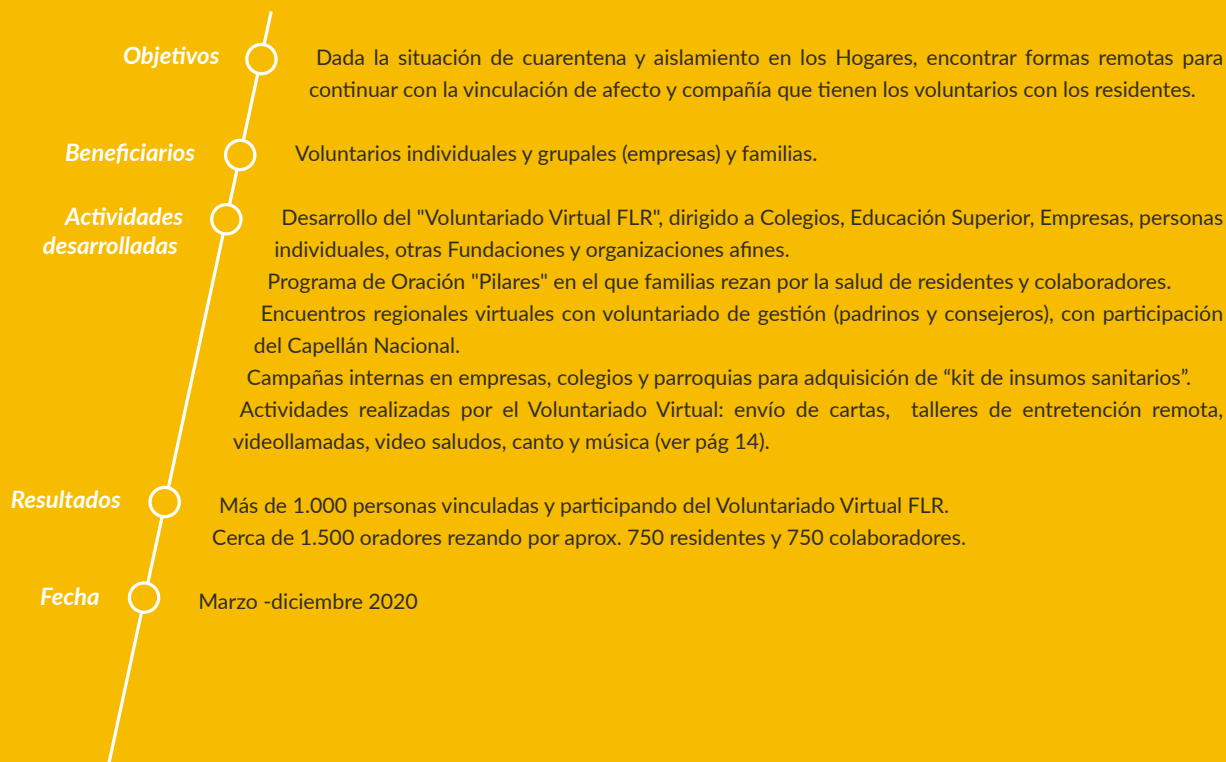 Objetivos
Dada la situación de cuarentena y aislamiento en los Hogares, encontrar formas remotas para
continuar con la vinculación de afecto y compañía que tienen los voluntarios con los residentes.
Beneficiarios
Voluntarios individuales y grupales (empresas) y familias.
Actividades
desarrolladas
Desarrollo del "Voluntariado Virtual FLR", dirigido a Colegios, Educación Superior, Empresas, personas
individuales, otras Fundaciones y organizaciones afines.
Programa de Oración "Pilares" en el que familias rezan por la salud de residentes y colaboradores.
Encuentros regionales virtuales con voluntariado de gestión (padrinos y consejeros), con participación
del Capellán Nacional.
Campañas internas en empresas, colegios y parroquias para adquisición de “kit de insumos sanitarios”.
Actividades realizadas por el Voluntariado Virtual: envío de cartas, talleres de entretención remota,
videollamadas, video saludos, canto y música (ver pág 14).
Resultados
Más de 1.000 personas vinculadas y participando del Voluntariado Virtual FLR.
Cerca de 1.500 oradores rezando por aprox. 750 residentes y 750 colaboradores.
Fecha
Marzo -diciembre 2020